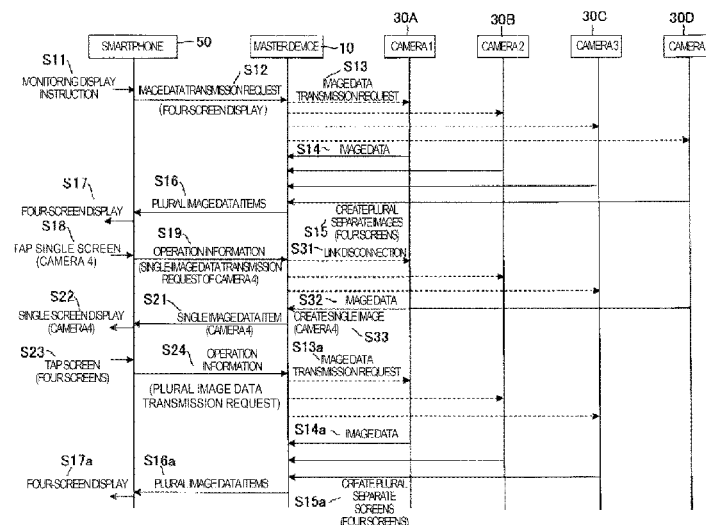 30A 30B 30C 30D
SMARTPHONE 50 MASTER DEVICE 10 CAMERA 1 CAMERA 2 CAMERA 3 CAMERA
S11
MONITORING DISPLAY
INSTRUCTION
S12
IMAGE DATA TRANSMISSION REQUEST
(FOUR-SCREEN DISPLAY)
S13
IMAGE DATA
TRANSMISSION REQUEST
S14 IMAGE DATA
S16
PLURAL IMAGE DATA ITEMS
S17
FOUR-SCREEN DISPLAY
CREATE PLURAL
SEPARATE IMAGES
(FOUR SCREENS)
S15
S18
TAP SINGLE SCREEN
(CAMERA 4)
S19
OPERATION INFORMATION
(SINGLE-IMAGE DATA TRANSMISSION
REQUEST OF CAMERA 4)
S31
LINK DISCONNECTION
S32 IMAGE DATA
CREATE SINGLE IMAGE
(CAMERA 4)
S33
S21
SINGLE IMAGE DATA ITEM
(CAMERA 4)
S22
SINGLE SCREEN DISPLAY
(CAMERA 4)
S23
TAP SCREEN
(FOUR SCREENS)
S24
OPERATION
INFORMATION
(PLURAL IMAGE DATA
TRANSMISSION REQUEST)
S13a
IMAGE DATA
TRANSMISSION REQUEST
S14a IMAGE DATA
S16a
PLURAL IMAGE DATA ITEMS
S17a
FOUR-SCREEN DISPLAY
CREATE PLURAL
SEPARATE
SCREENS
(FOUR SCREENS)
S15a